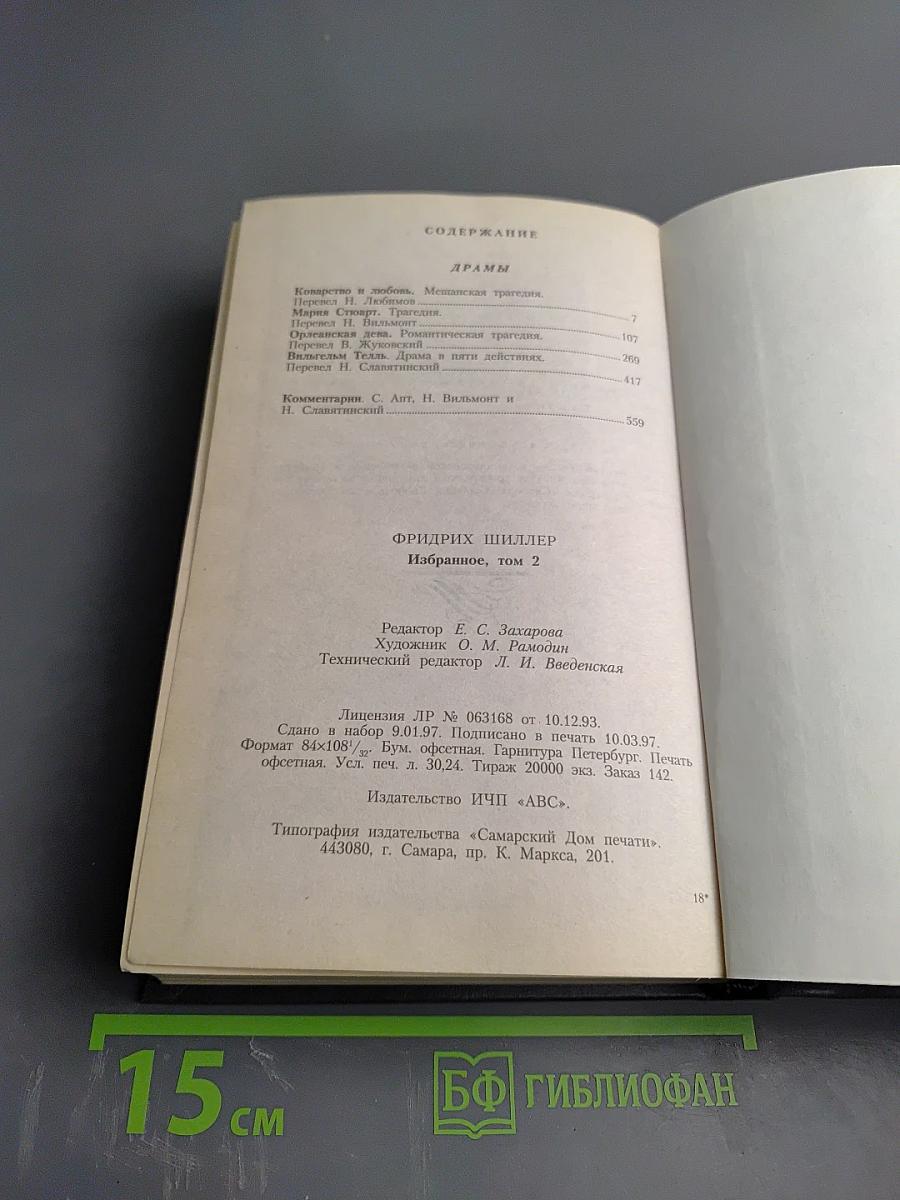 СОДЕРЖАНИЕ
ДРАМЫ
Коварство и любовь. Мещанская трагедия.
Перевел Н. Любимов ........ 7
Мария Стюарт. Трагедия.
Перевел Н. Вильмонт ........ 107
Орлеанская дева. Романтическая трагедия.
Перевел В. Жуковский ........ 269
Вильгельм Телль. Драма в пяти действиях.
Перевел Н. Славятинский ........ 417
Комментарии. С. Апт, Н. Вильмонт и
Н. Славятинский ........ 559
ФРИДРИХ ШИЛЛЕР
Избранное, том 2
Редактор Е. С. Захарова
Художник О. М. Рамодин
Технический редактор Л. И. Введенская
Лицензия ЛР № 063168 от 10.12.93.
Сдано в набор 9.01.97. Подписано в печать 10.03.97.
Формат 84×108¹/₃₂. Бум. офсетная. Гарнитура Петербург. Печать
офсетная. Усл. печ. л. 30,24. Тираж 20000 экз. Заказ 142.
Издательство ИЧП «АВС».
Типография издательства «Самарский Дом печати».
443080, г. Самара, пр. К. Маркса, 201.
18*
15 см
БФ ГИБЛИОФАН